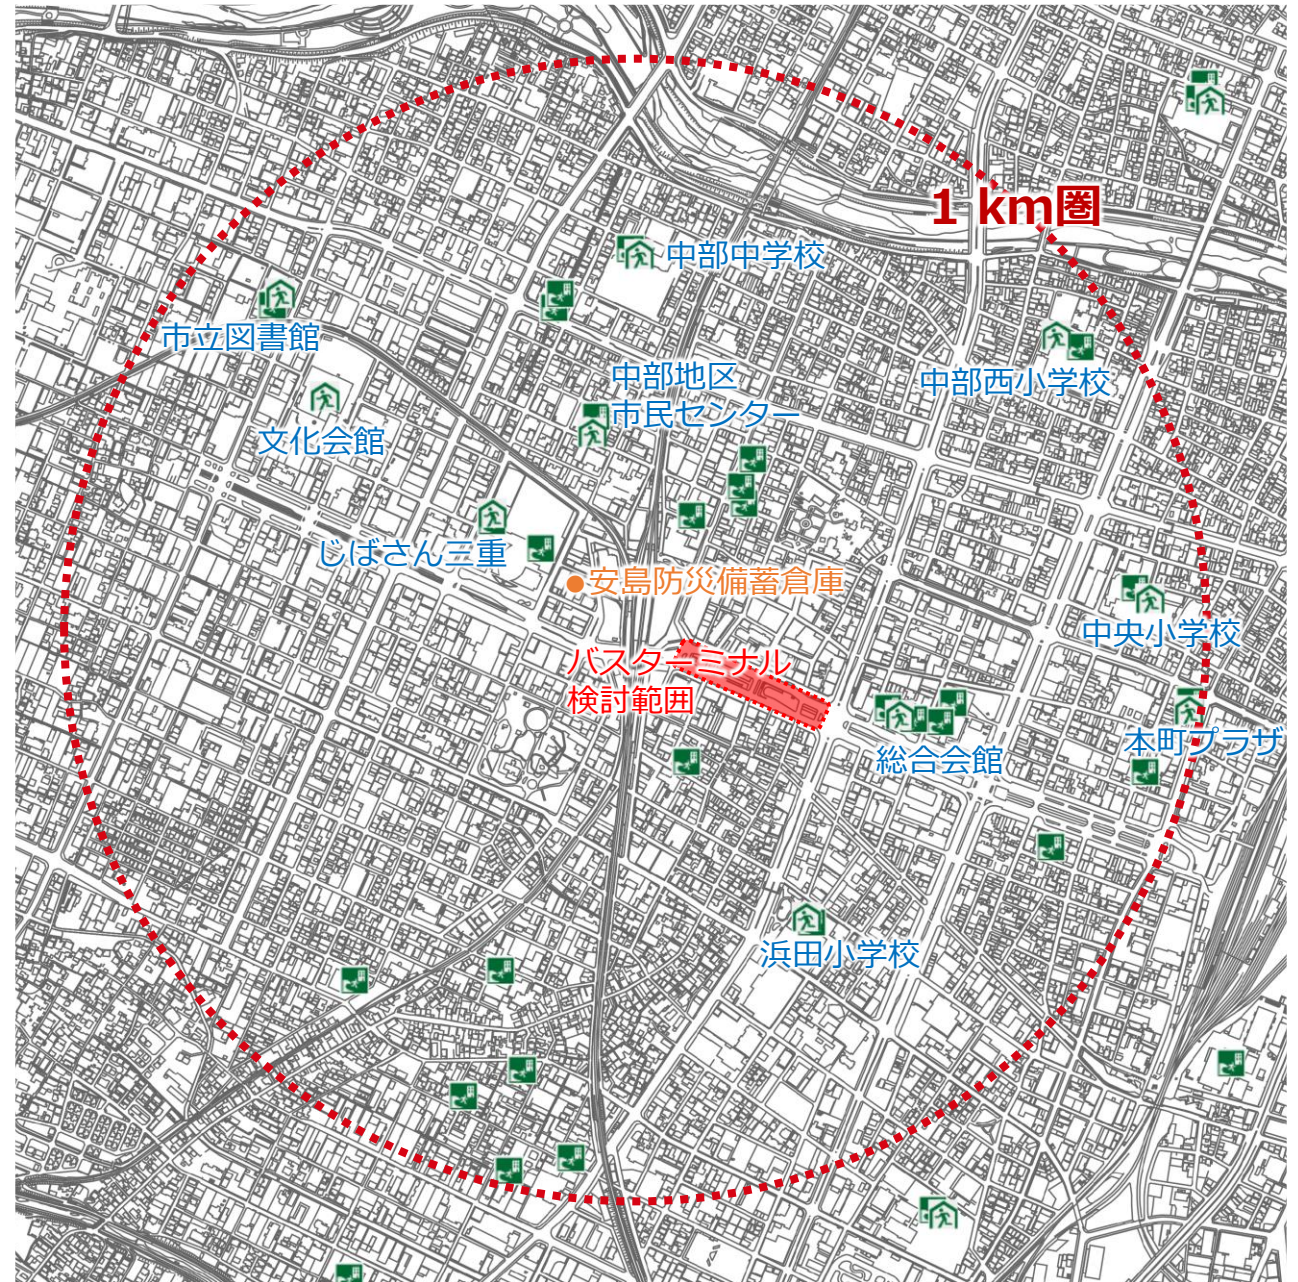 1 km圏
中部中学校
市立図書館
中部地区
市民センター
中部西小学校
文化会館
じばさん三重
安島防災備蓄倉庫
中央小学校
バスターミナル
検討範囲
本町プラザ
総合会館
浜田小学校